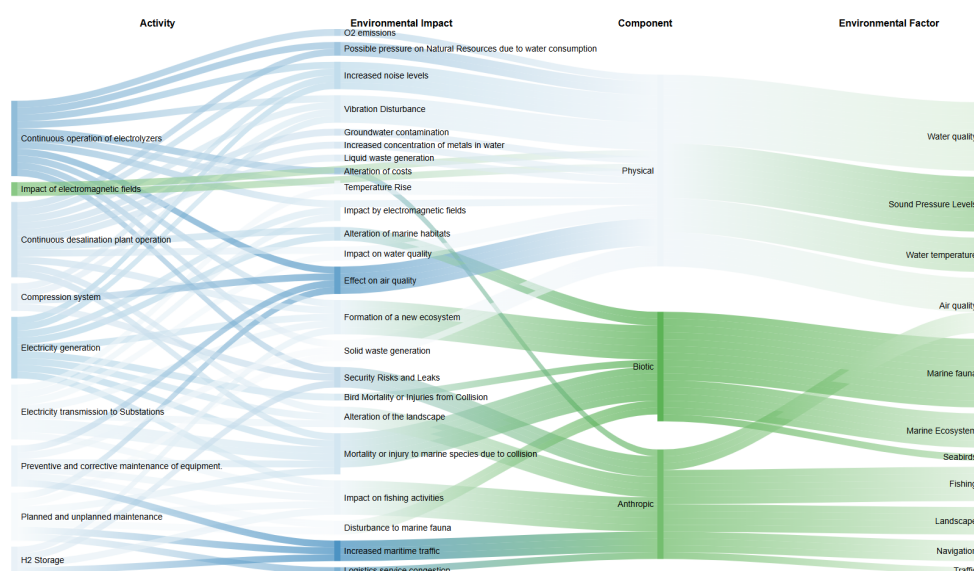 Activity
Environmental Impact
Component
Environmental Factor
O2 emissions
Possible pressure on Natural Resources due to water consumption
Increased noise levels
Vibration Disturbance
Continuous operation of electrolyzers
Groundwater contamination
Water quality
Increased concentration of metals in water
Liquid waste generation
Alteration of costs
Physical
Impact of electromagnetic fields
Temperature Rise
Sound Pressure Levels
Impact by electromagnetic fields
Alteration of marine habitats
Continuous desalination plant operation
Impact on water quality
Water temperature
Effect on air quality
Compression system
Air quality
Formation of a new ecosystem
Electricity generation
Solid waste generation
Biotic
Marine fauna
Security Risks and Leaks
Bird Mortality or Injuries from Collision
Electricity transmission to Substations
Alteration of the landscape
Marine Ecosystem
Mortality or injury to marine species due to collision
Seabirds
Preventive and corrective maintenance of equipment.
Fishing
Impact on fishing activities
Anthropic
Planned and unplanned maintenance
Landscape
Disturbance to marine fauna
Increased maritime traffic
Navigation
H2 Storage
Logistics service congestion
Traffic